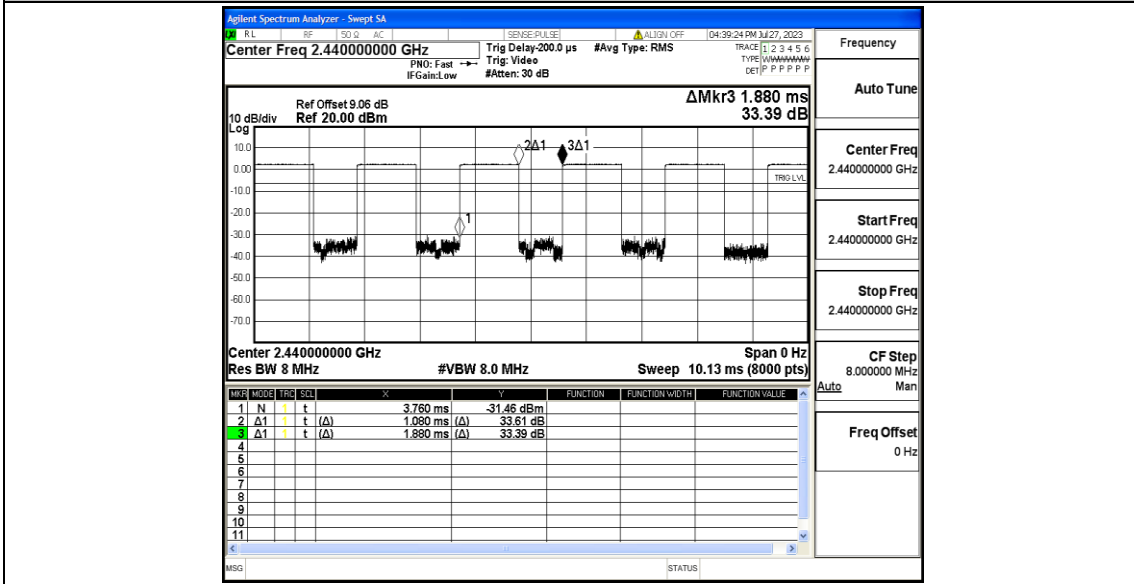 Agilent Spectrum Analyzer - Swept SA
RL RF 50 Ω AC SENSE:PULSE ALIGN OFF 04:39:24 PM Jul 27, 2023
Center Freq 2.440000000 GHz
PNO: Fast
IFGain:Low
Trig Delay-200.0 µs
Trig: Video
#Atten: 30 dB
#Avg Type: RMS
TRACE 1 2 3 4 5 6
TYPE
DET P P P P P P
Frequency
Auto Tune
Center Freq
2.440000000 GHz
Start Freq
2.440000000 GHz
Stop Freq
2.440000000 GHz
CF Step
8.000000 MHz
Auto Man
Freq Offset
0 Hz
ΔMkr3 1.880 ms
33.39 dB
Ref Offset 9.06 dB
10 dB/div Ref 20.00 dBm
Log
10.0
0.00
-10.0
-20.0
-30.0
-40.0
-50.0
-60.0
-70.0
2Δ1
3Δ1
1
TRIG LVL
Center 2.440000000 GHz Span 0 Hz
Res BW 8 MHz #VBW 8.0 MHz Sweep 10.13 ms (8000 pts)
MKR MODE TRC SCL X Y FUNCTION FUNCTION WIDTH FUNCTION VALUE
1 N 1 t 3.760 ms -31.46 dBm
2 Δ1 1 t (Δ) 1.080 ms (Δ) 33.61 dB
3 Δ1 1 t (Δ) 1.880 ms (Δ) 33.39 dB
4
5
6
7
8
9
10
11
MSG STATUS